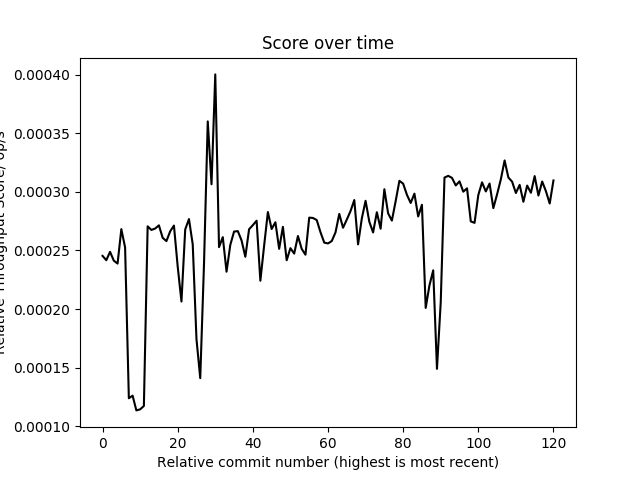 Score over time
Relative Throughput Score/ op/s
0.00040
0.00035
0.00030
0.00025
0.00020
0.00015
0.00010
0 20 40 60 80 100 120
Relative commit number (highest is most recent)